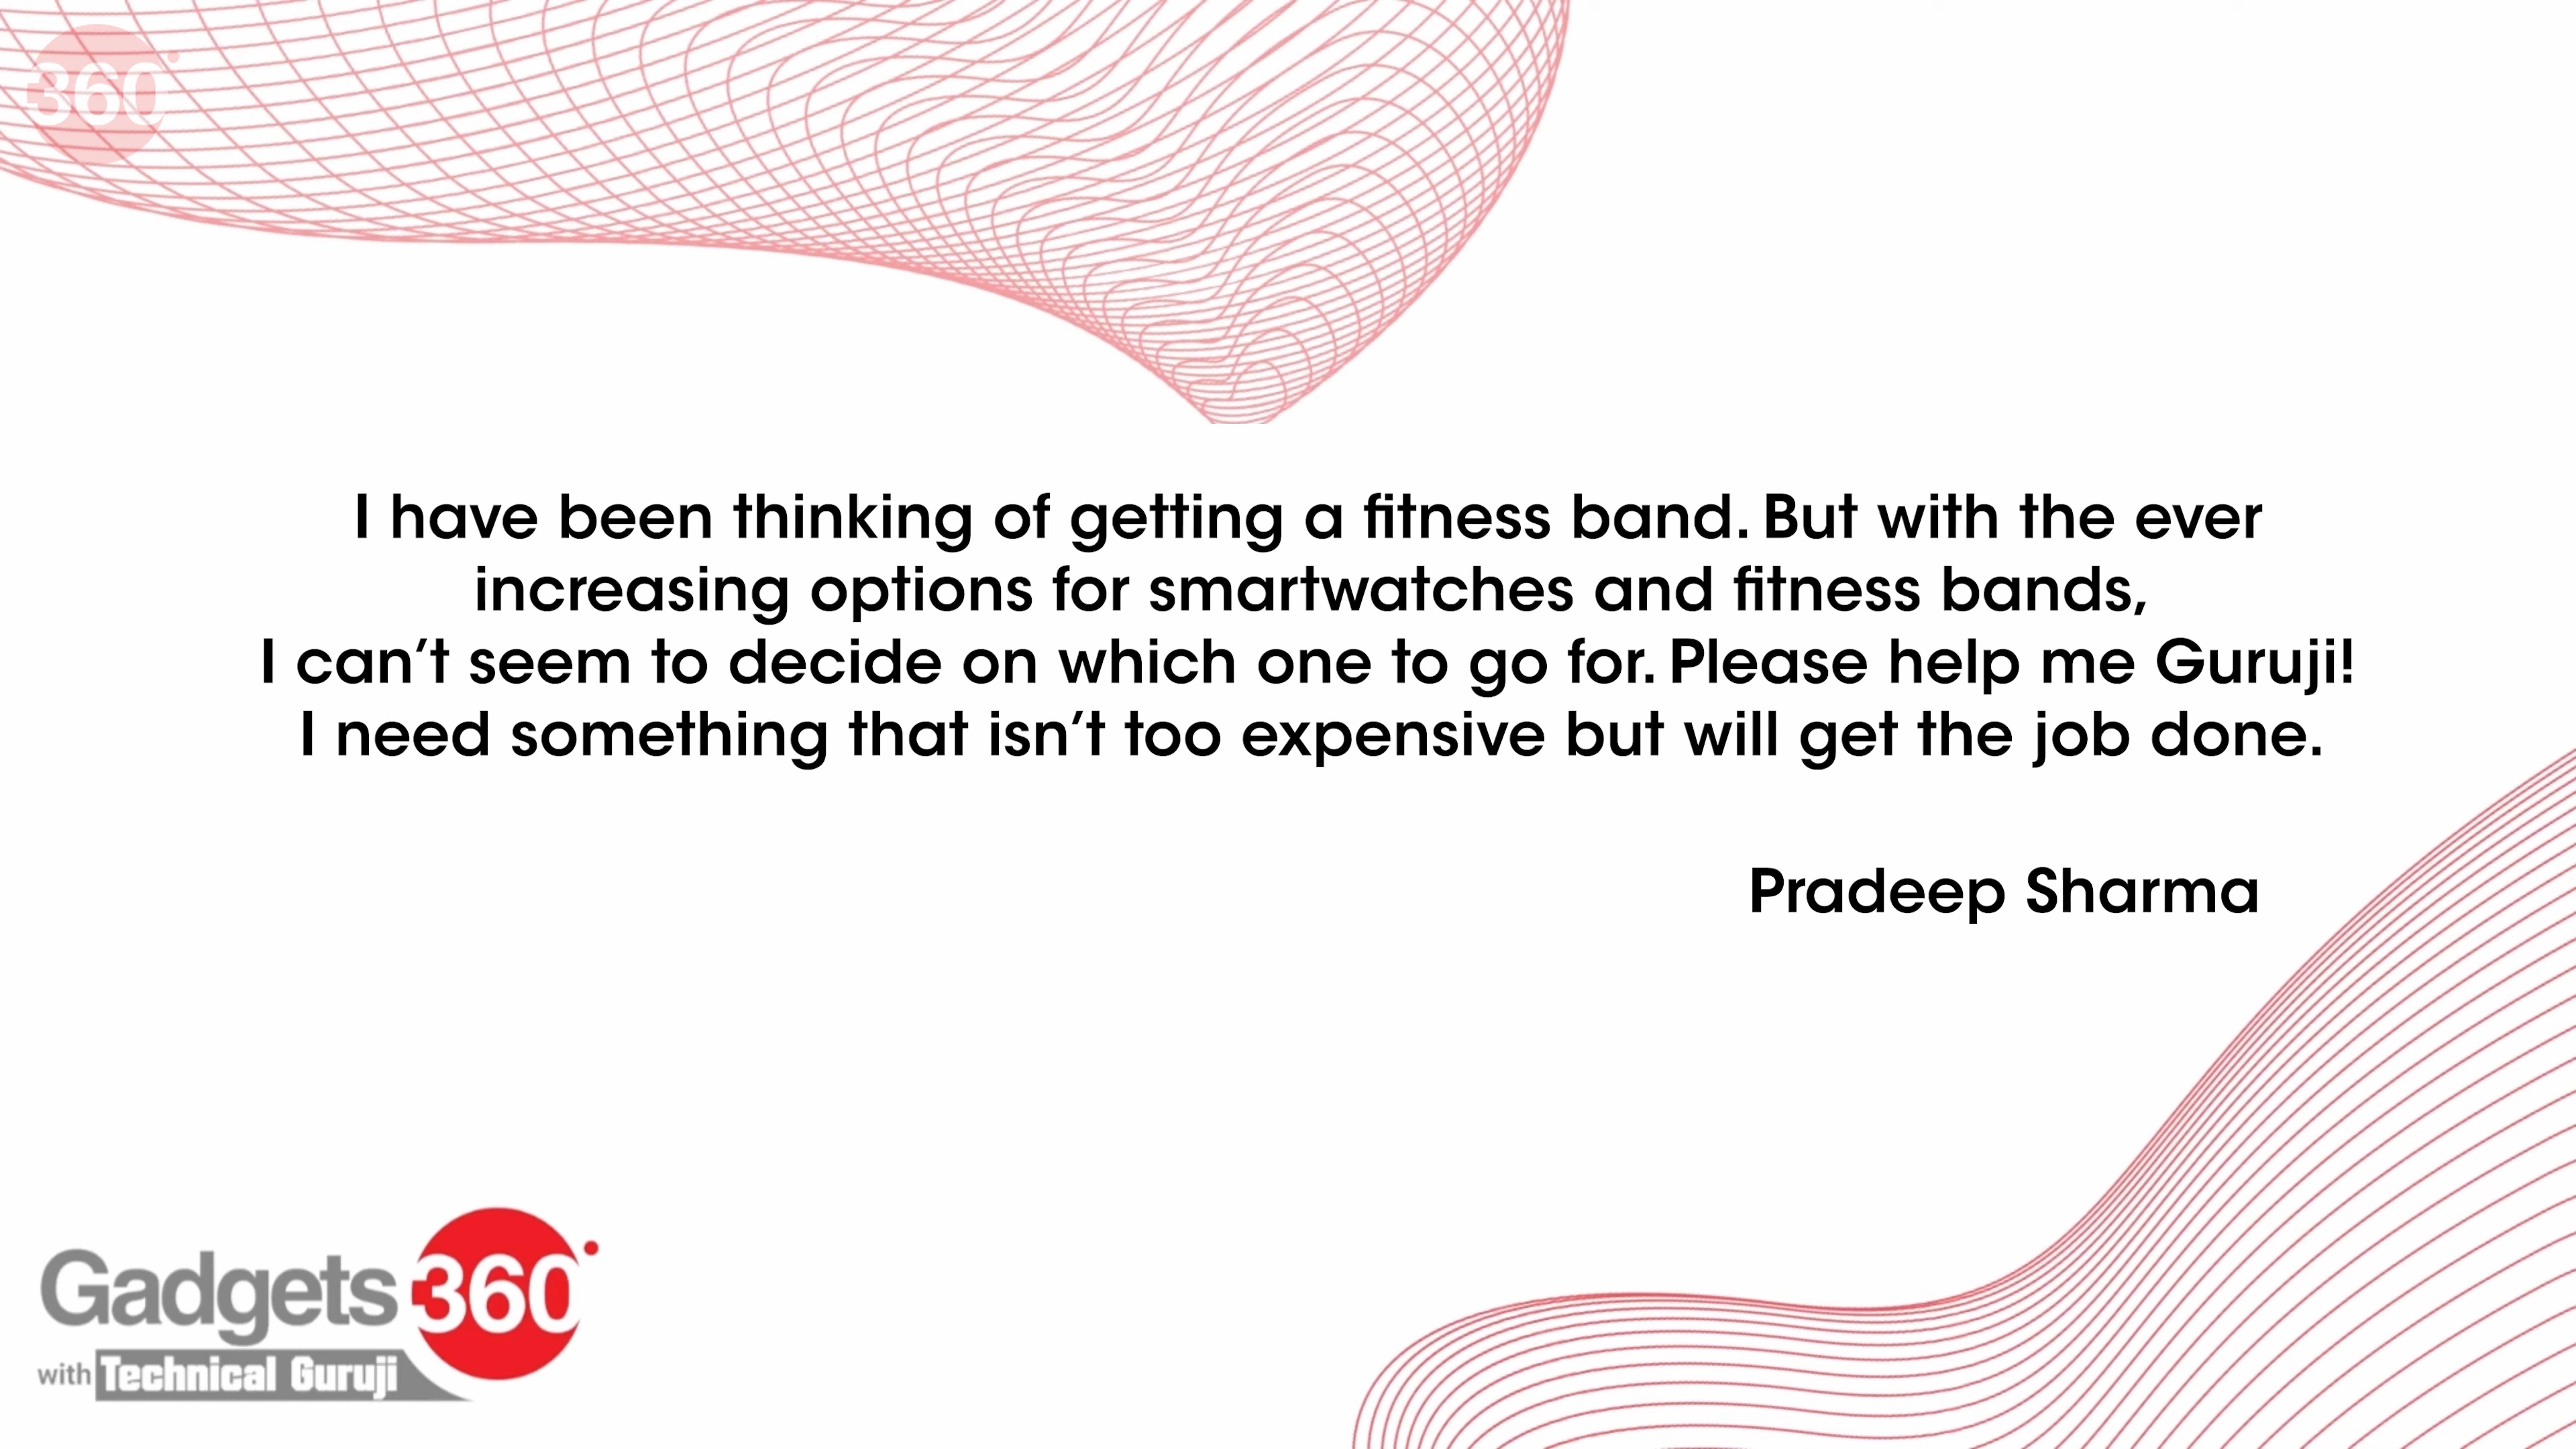 360°
I have been thinking of getting a fitness band. But with the ever
increasing options for smartwatches and fitness bands,
I can’t seem to decide on which one to go for. Please help me Guruji!
I need something that isn’t too expensive but will get the job done.
Pradeep Sharma
Gadgets 360°
with Technical Guruji